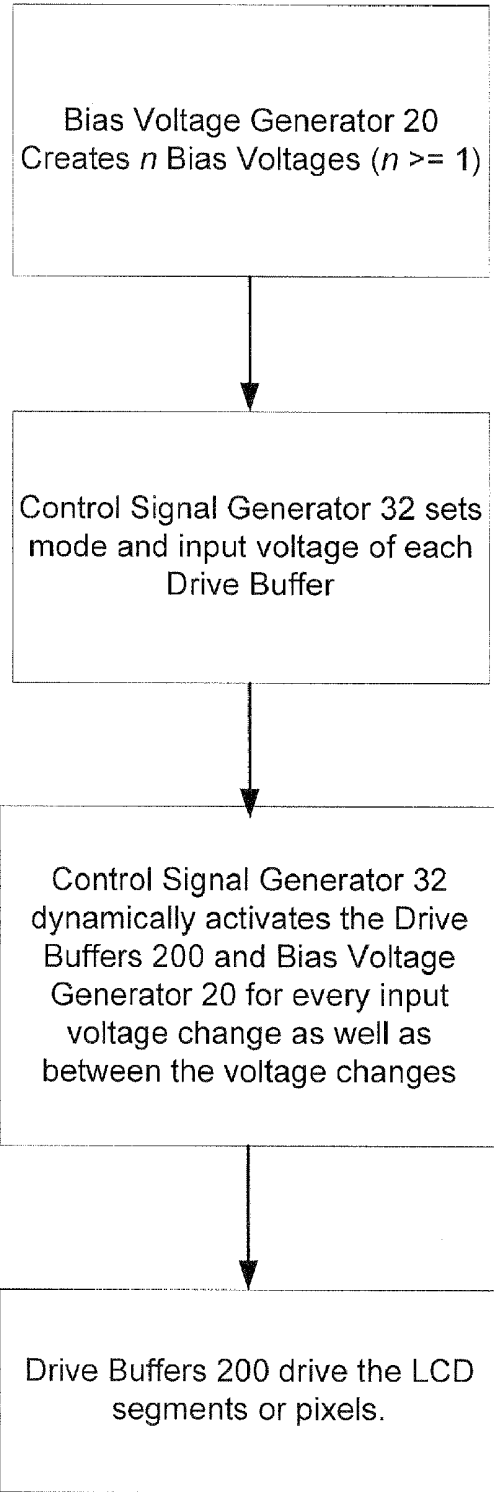 Bias Voltage Generator 20
Creates n Bias Voltages (n >= 1)
Control Signal Generator 32 sets
mode and input voltage of each
Drive Buffer
Control Signal Generator 32
dynamically activates the Drive
Buffers 200 and Bias Voltage
Generator 20 for every input
voltage change as well as
between the voltage changes
Drive Buffers 200 drive the LCD
segments or pixels.